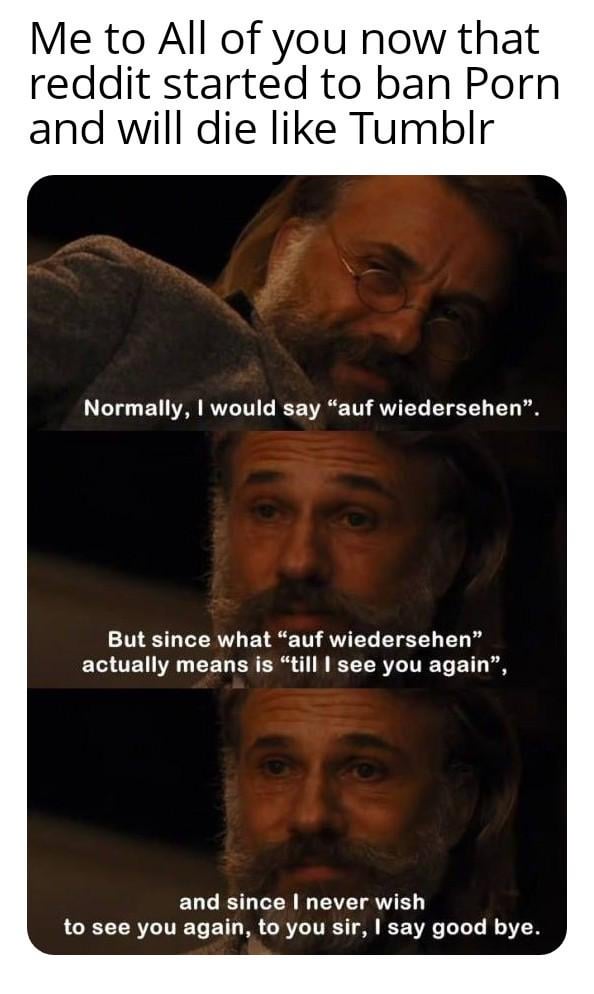 Me to All of you now that
reddit started to ban Porn
and will die like Tumblr
Normally, I would say “auf wiedersehen”.
But since what “auf wiedersehen”
actually means is “till I see you again”,
and since I never wish
to see you again, to you sir, I say good bye.